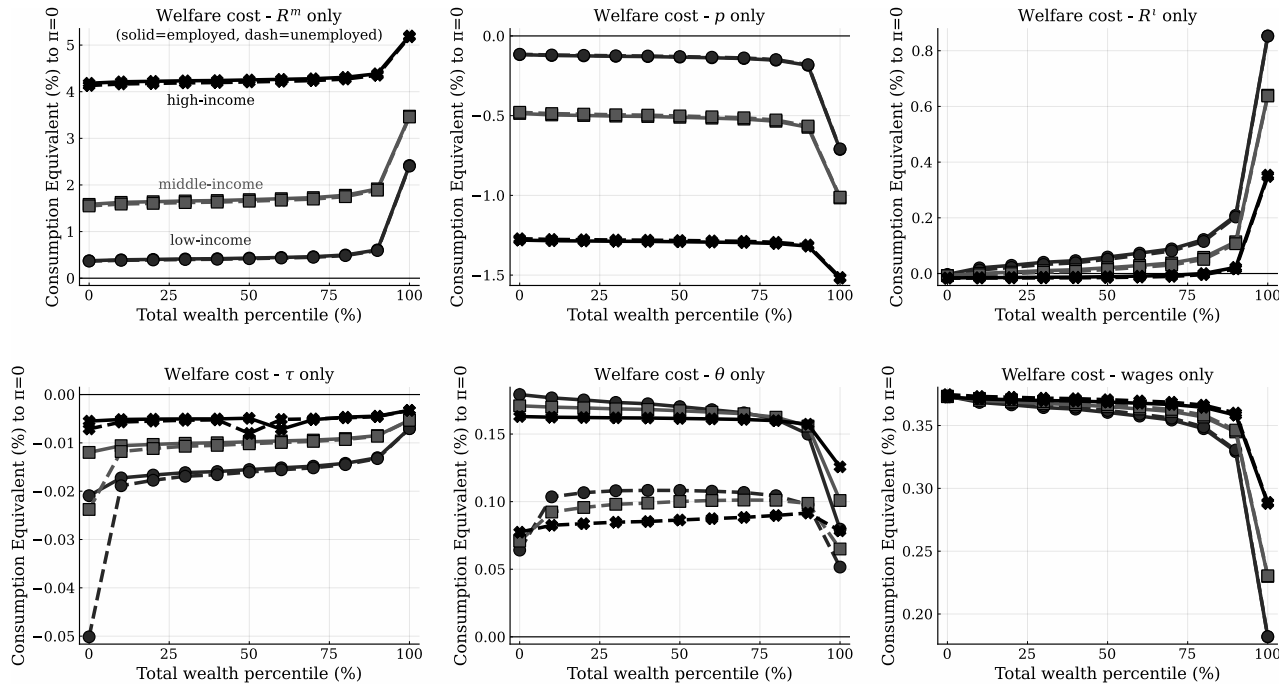 Welfare cost - Rᵐ only
(solid=employed, dash=unemployed)
Consumption Equivalent (%) to π=0
5
4
3
2
1
0
high-income
middle-income
low-income
0 25 50 75 100
Total wealth percentile (%)
Welfare cost - p only
Consumption Equivalent (%) to π=0
0.0
−0.5
−1.0
−1.5
0 25 50 75 100
Total wealth percentile (%)
Welfare cost - Rᶥ only
Consumption Equivalent (%) to π=0
0.8
0.6
0.4
0.2
0.0
0 25 50 75 100
Total wealth percentile (%)
Welfare cost - τ only
Consumption Equivalent (%) to π=0
0.00
−0.01
−0.02
−0.03
−0.04
−0.05
0 25 50 75 100
Total wealth percentile (%)
Welfare cost - θ only
Consumption Equivalent (%) to π=0
0.15
0.10
0.05
0.00
0 25 50 75 100
Total wealth percentile (%)
Welfare cost - wages only
Consumption Equivalent (%) to π=0
0.35
0.30
0.25
0.20
0 25 50 75 100
Total wealth percentile (%)